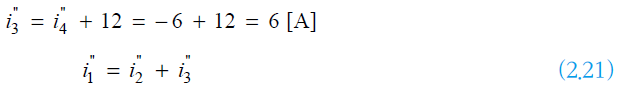 i₃" = i₄" + 12 = −6 + 12 = 6 [A]
i₁" = i₂" + i₃" (2.21)